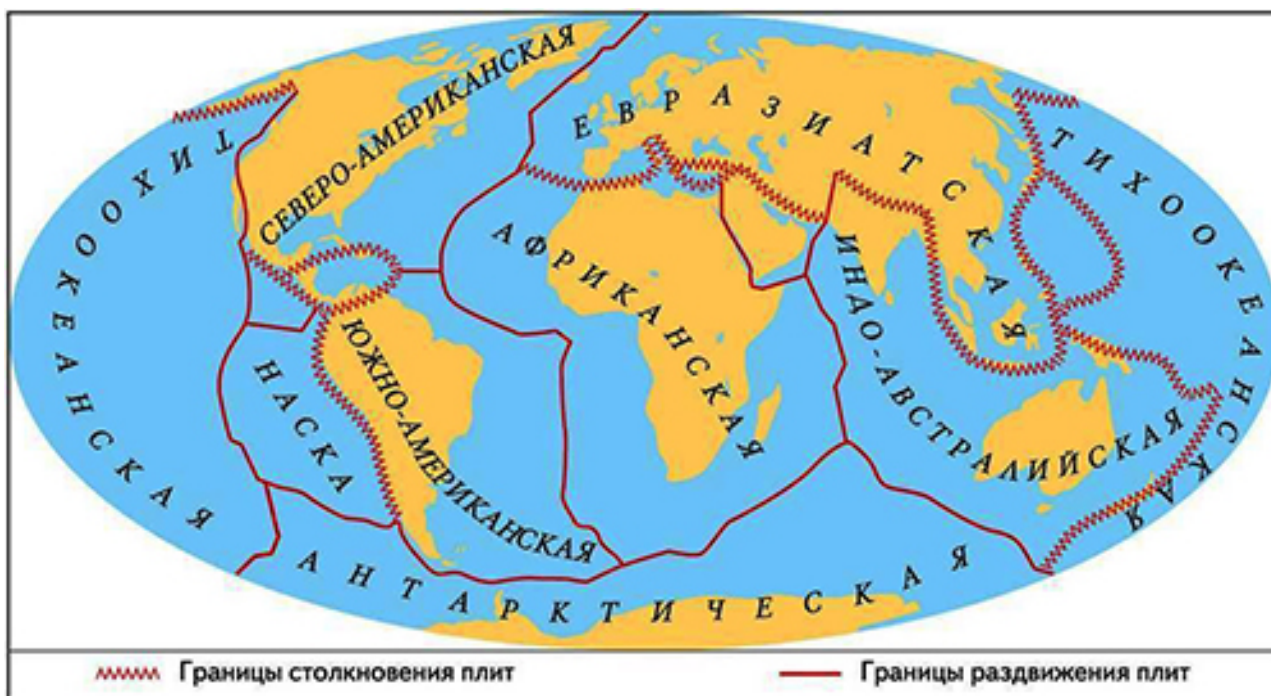 СЕВЕРО-АМЕРИКАНСКАЯ
ЕВРАЗИАТСКАЯ
ТИХООКЕАНСКАЯ
ТИХООКЕАНСКАЯ
АФРИКАНСКАЯ
ИНДО-АВСТРАЛИЙСКАЯ
НАСКА
ЮЖНО-АМЕРИКАНСКАЯ
АНТАРКТИЧЕСКАЯ
Границы столкновения плит
Границы раздвижения плит